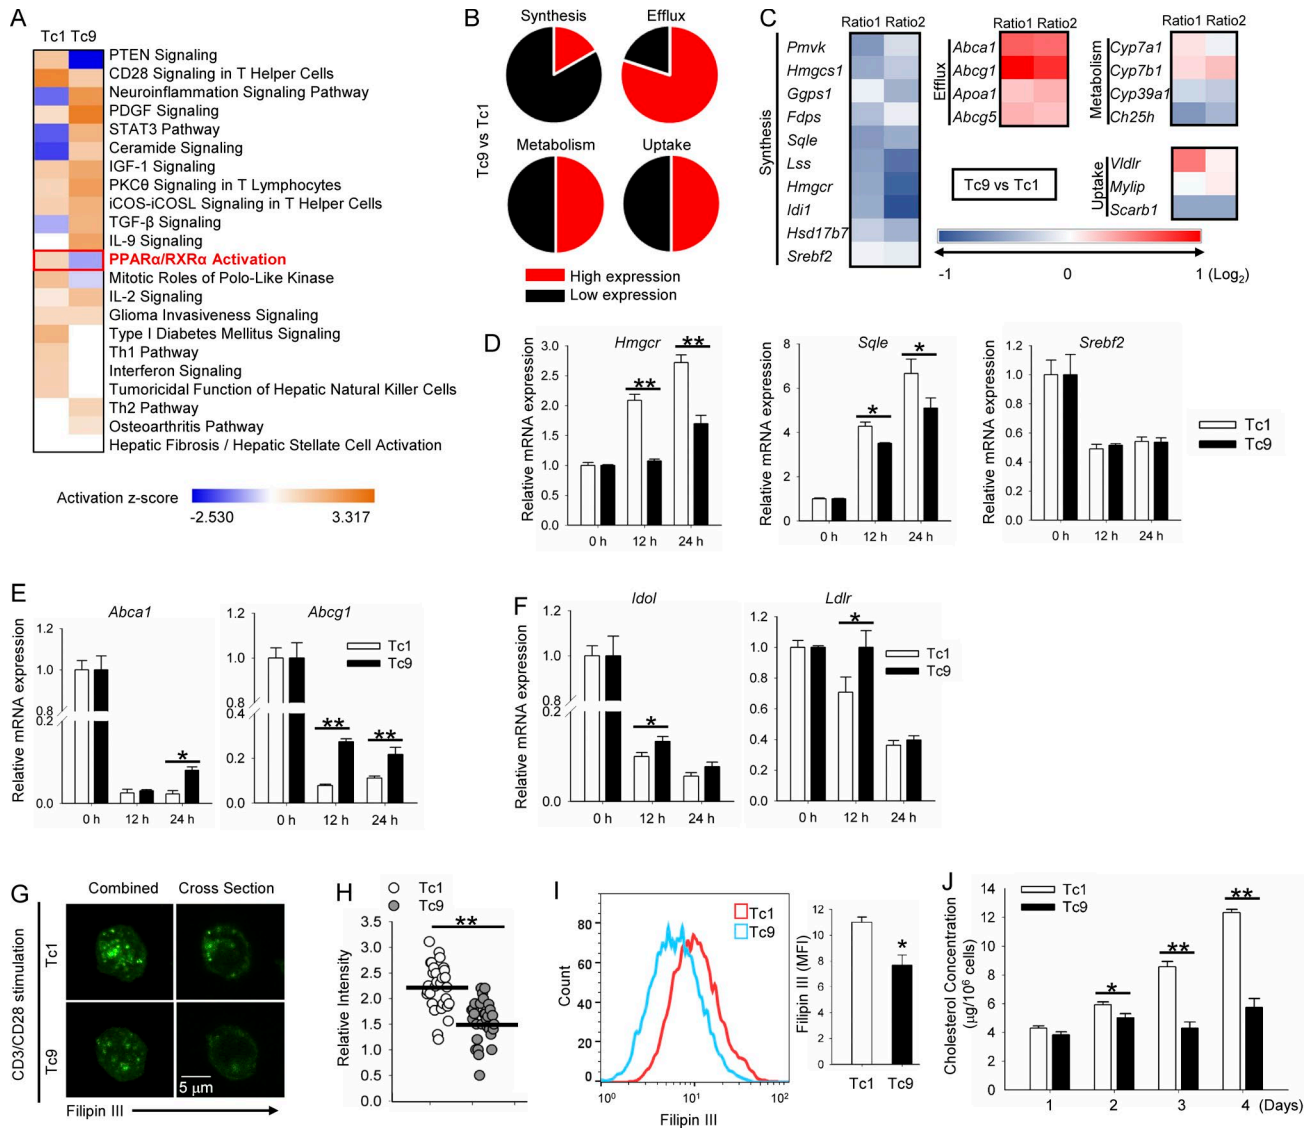 A
Tc1 Tc9
PTEN Signaling
CD28 Signaling in T Helper Cells
Neuroinflammation Signaling Pathway
PDGF Signaling
STAT3 Pathway
Ceramide Signaling
IGF-1 Signaling
PKCθ Signaling in T Lymphocytes
iCOS-iCOSL Signaling in T Helper Cells
TGF-β Signaling
IL-9 Signaling
PPARα/RXRα Activation
Mitotic Roles of Polo-Like Kinase
IL-2 Signaling
Glioma Invasiveness Signaling
Type I Diabetes Mellitus Signaling
Th1 Pathway
Interferon Signaling
Tumoricidal Function of Hepatic Natural Killer Cells
Th2 Pathway
Osteoarthritis Pathway
Hepatic Fibrosis / Hepatic Stellate Cell Activation
Activation z-score
-2.530 3.317
B
Tc9 vs Tc1
Synthesis Efflux
Metabolism Uptake
High expression
Low expression
C
Synthesis
Ratio1 Ratio2
Pmvk
Hmgcs1
Ggps1
Fdps
Sqle
Lss
Hmgcr
Idi1
Hsd17b7
Srebf2
Efflux
Ratio1 Ratio2
Abca1
Abcg1
Apoa1
Abcg5
Metabolism
Ratio1 Ratio2
Cyp7a1
Cyp7b1
Cyp39a1
Ch25h
Uptake
Vldlr
Mylip
Scarb1
Tc9 vs Tc1
-1 0 1 (Log2)
D
Relative mRNA expression
Hmgcr
3.0
2.5
2.0
1.5
1.0
0.5
0.0
** **
0 h 12 h 24 h
Relative mRNA expression
Sqle
8
6
4
2
0
* *
0 h 12 h 24 h
Relative mRNA expression
Srebf2
1.2
1.0
0.8
0.6
0.4
0.2
0.0
0 h 12 h 24 h
Tc1
Tc9
E
Relative mRNA expression
Abca1
1.2
1.0
0.8
0.2
0.0
*
0 h 12 h 24 h
Abcg1
1.2
1.0
0.8
0.4
0.2
0.0
** **
0 h 12 h 24 h
Tc1
Tc9
F
Relative mRNA expression
Idol
1.2
1.0
0.8
0.2
0.0
*
0 h 12 h 24 h
Ldlr
1.2
1.0
0.8
0.6
0.4
0.2
0.0
*
0 h 12 h 24 h
Tc1
Tc9
G
Combined Cross Section
CD3/CD28 stimulation
Tc1
Tc9
5 µm
Filipin III
H
Tc1
Tc9
Relative Intensity
3.5
3.0
2.5
2.0
1.5
1.0
0.5
0.0
**
I
Count
80
60
40
20
0
100 101 102
Filipin III
Tc1
Tc9
Filipin III (MFI)
12
10
8
6
4
2
0
*
Tc1 Tc9
J
Cholesterol Concentration
(µg/106 cells)
14
12
10
8
6
4
2
0
Tc1
Tc9
* ** **
1 2 3 4 (Days)